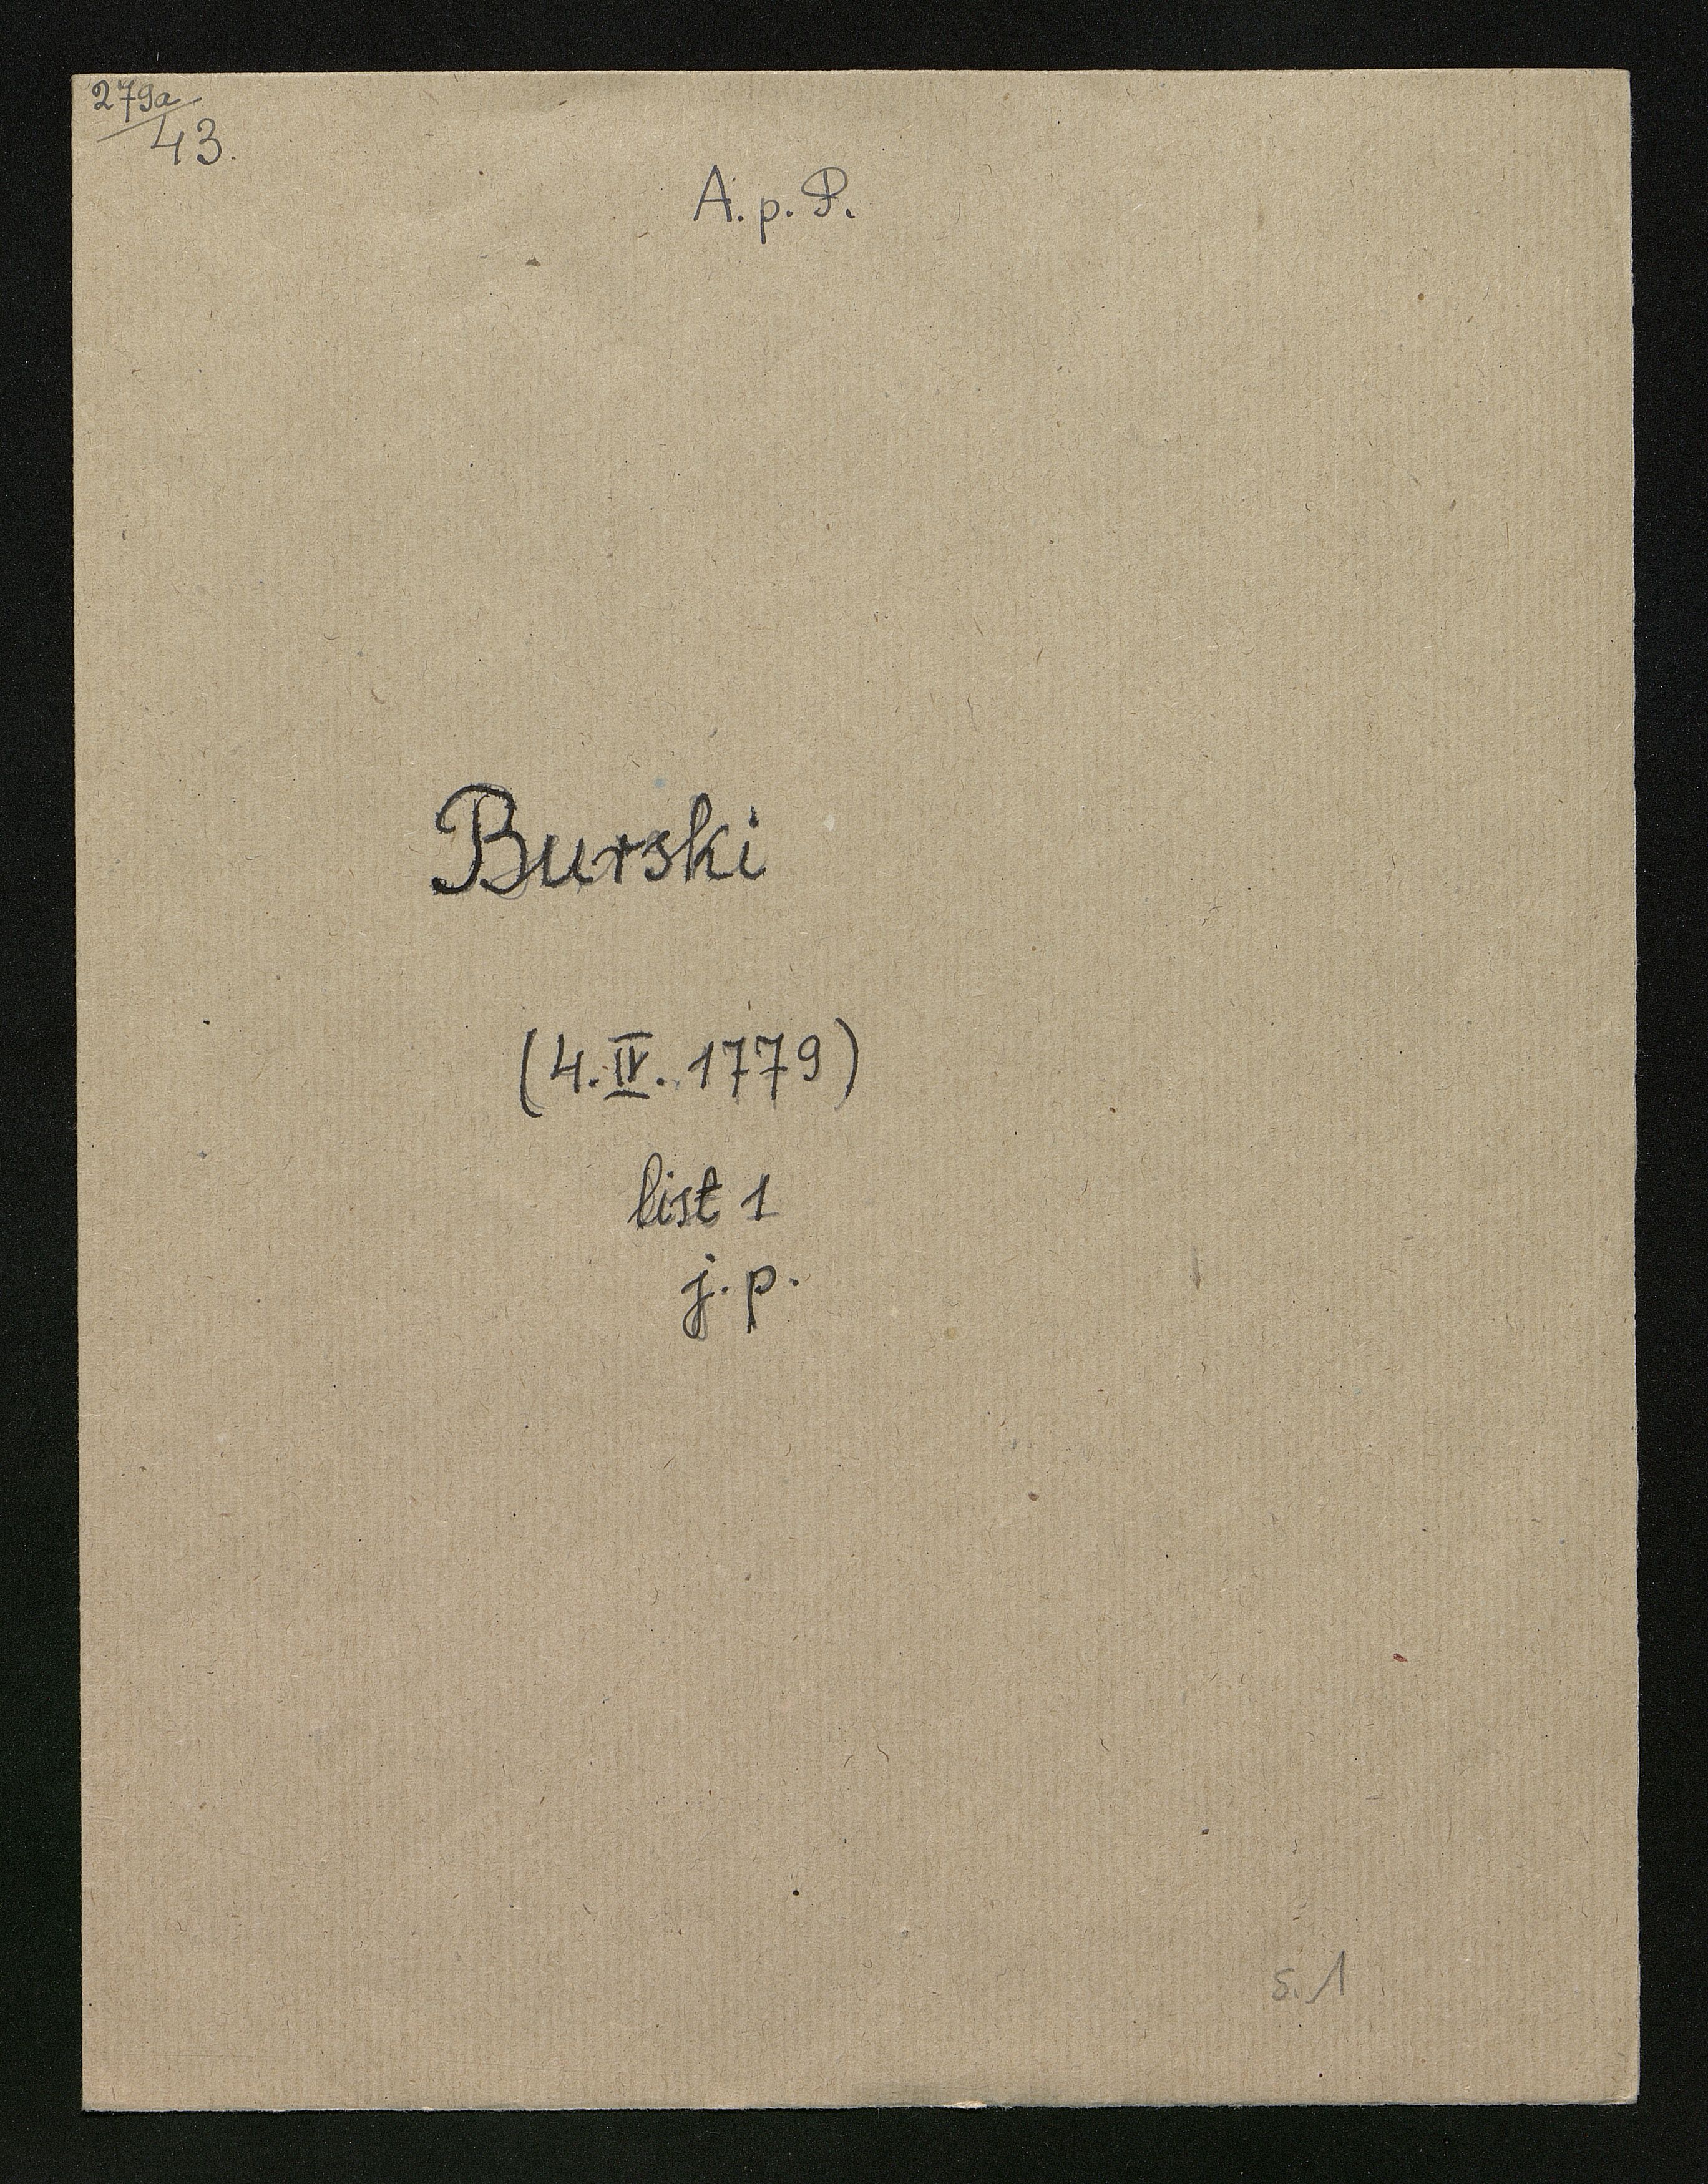 279a
43.
A. p. P.
Burski
(4. IV. 1779)
list 1
j. p.
s. 1